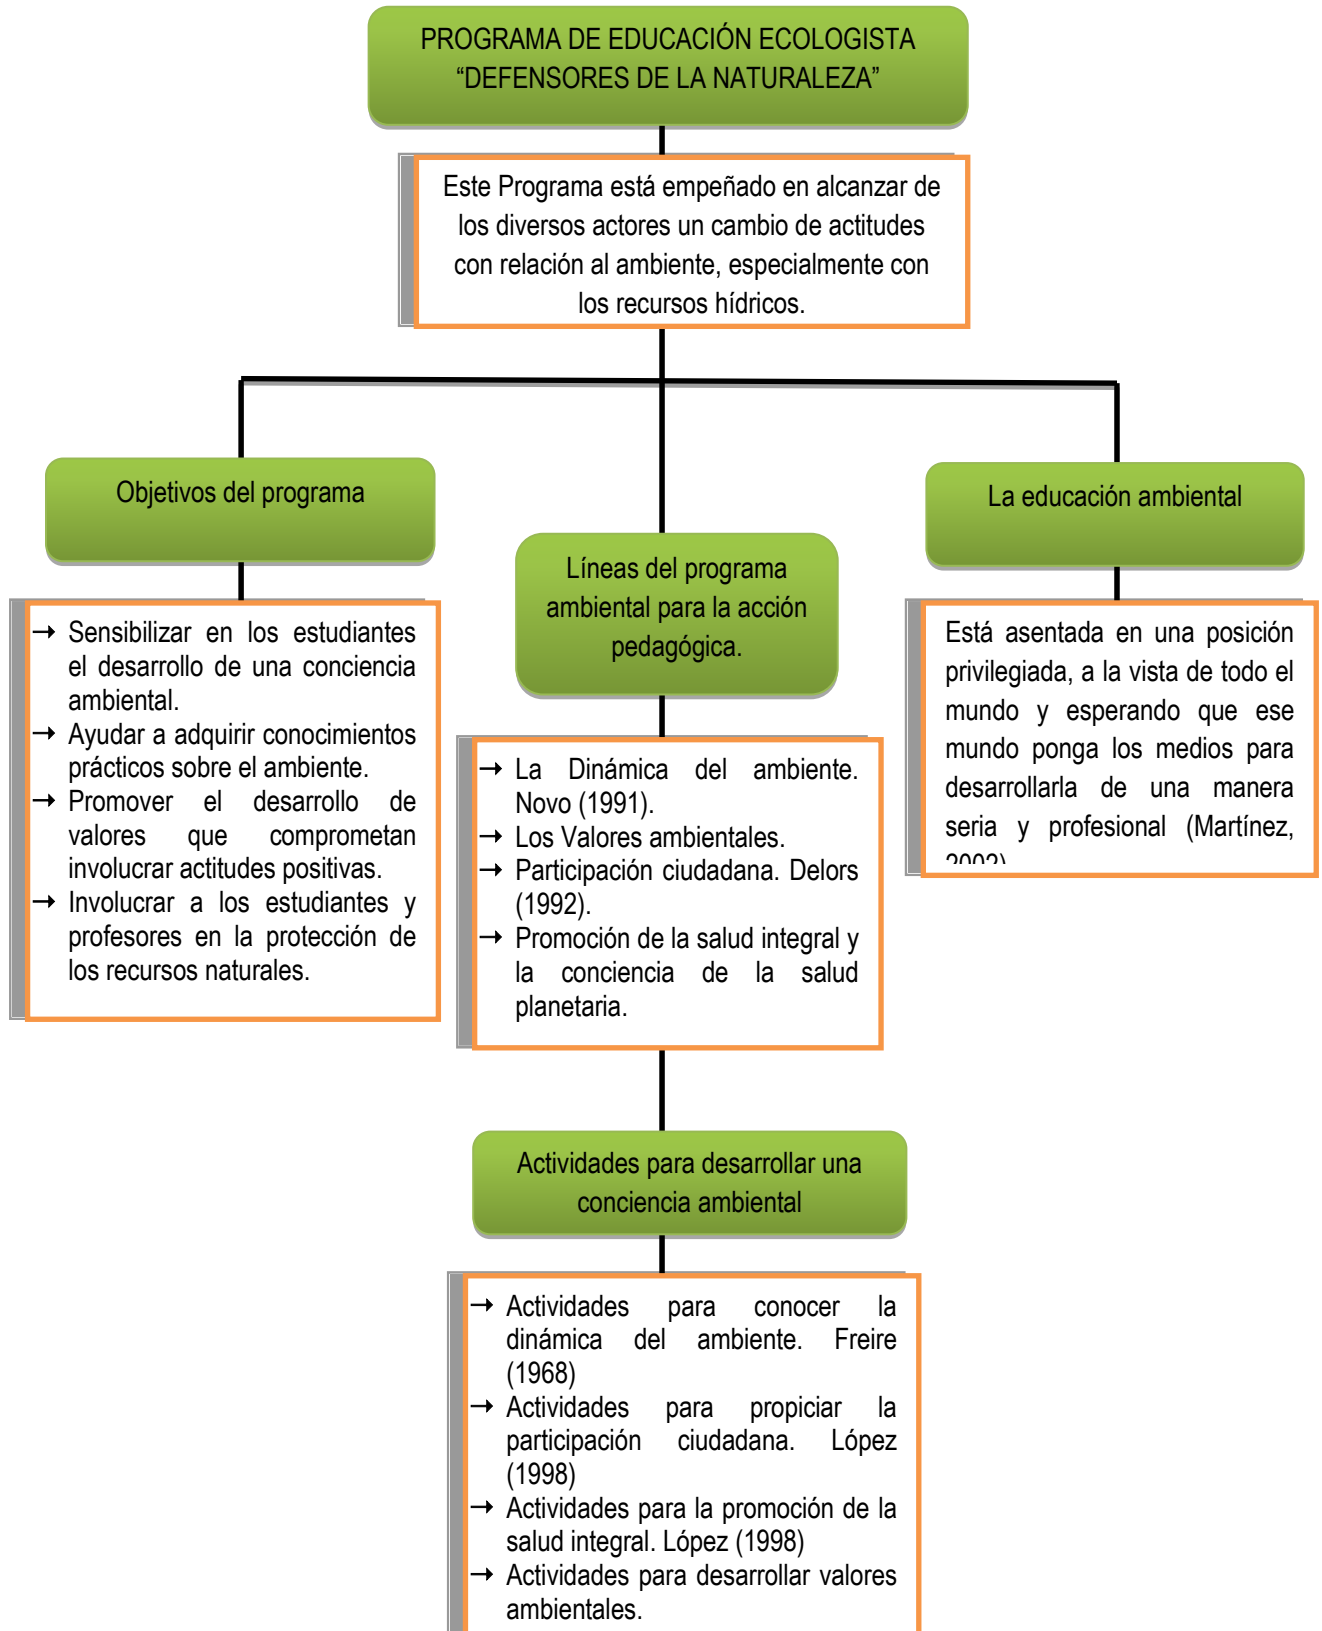 PROGRAMA DE EDUCACIÓN ECOLOGISTA
“DEFENSORES DE LA NATURALEZA”
Este Programa está empeñado en alcanzar de
los diversos actores un cambio de actitudes
con relación al ambiente, especialmente con
los recursos hídricos.
Objetivos del programa
→ Sensibilizar en los estudiantes
el desarrollo de una conciencia
ambiental.
→ Ayudar a adquirir conocimientos
prácticos sobre el ambiente.
→ Promover el desarrollo de
valores que comprometan
involucrar actitudes positivas.
→ Involucrar a los estudiantes y
profesores en la protección de
los recursos naturales.
Líneas del programa
ambiental para la acción
pedagógica.
→ La Dinámica del ambiente.
Novo (1991).
→ Los Valores ambientales.
→ Participación ciudadana. Delors
(1992).
→ Promoción de la salud integral y
la conciencia de la salud
planetaria.
La educación ambiental
Está asentada en una posición
privilegiada, a la vista de todo el
mundo y esperando que ese
mundo ponga los medios para
desarrollarla de una manera
seria y profesional (Martínez,
2002)
Actividades para desarrollar una
conciencia ambiental
→ Actividades para conocer la
dinámica del ambiente. Freire
(1968)
→ Actividades para propiciar la
participación ciudadana. López
(1998)
→ Actividades para la promoción de la
salud integral. López (1998)
→ Actividades para desarrollar valores
ambientales.